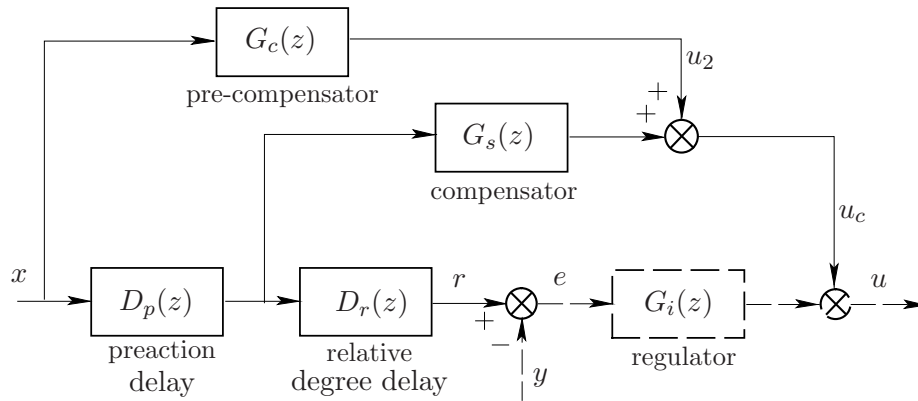 G_c(z)
u_2
pre-compensator
+
+
G_s(z)
compensator
u_c
x
D_p(z)
D_r(z)
r
e
G_i(z)
u
+
−
preaction
delay
relative
degree delay
y
regulator